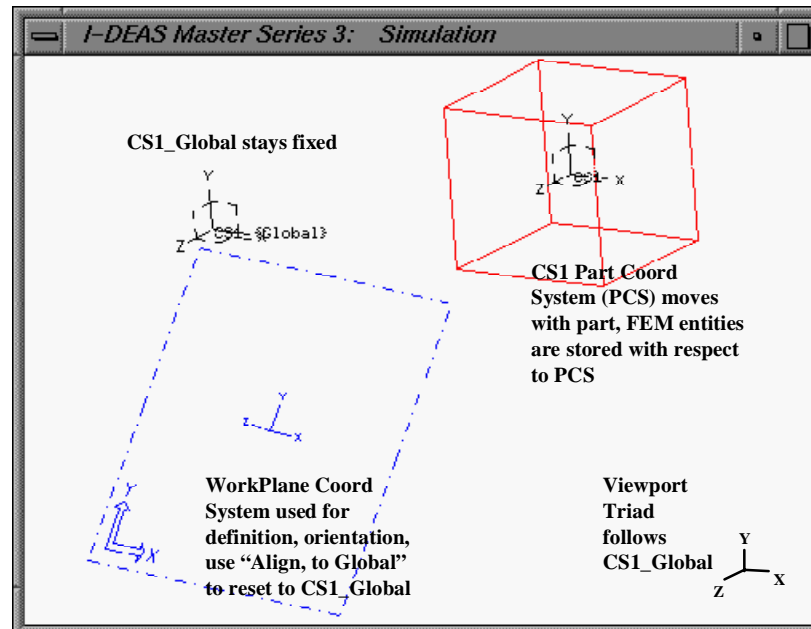 I-DEAS Master Series 3: Simulation
CS1_Global stays fixed
Y
Z
CS1-{Global}
X
Y
Z
CS1-
X
CS1 Part Coord
System (PCS) moves
with part, FEM entities
are stored with respect
to PCS
Y
Z
X
Y
X
WorkPlane Coord
System used for
definition, orientation,
use “Align, to Global”
to reset to CS1_Global
Viewport
Triad
follows
CS1_Global
Y
X
Z